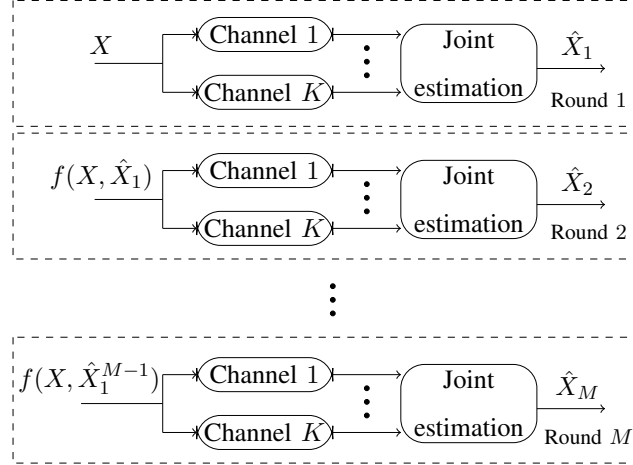 X
Channel 1
Channel K
Joint
estimation
X̂₁
Round 1
f(X, X̂₁)
Channel 1
Channel K
Joint
estimation
X̂₂
Round 2
f(X, X̂₁ᴹ⁻¹)
Channel 1
Channel K
Joint
estimation
X̂_M
Round M